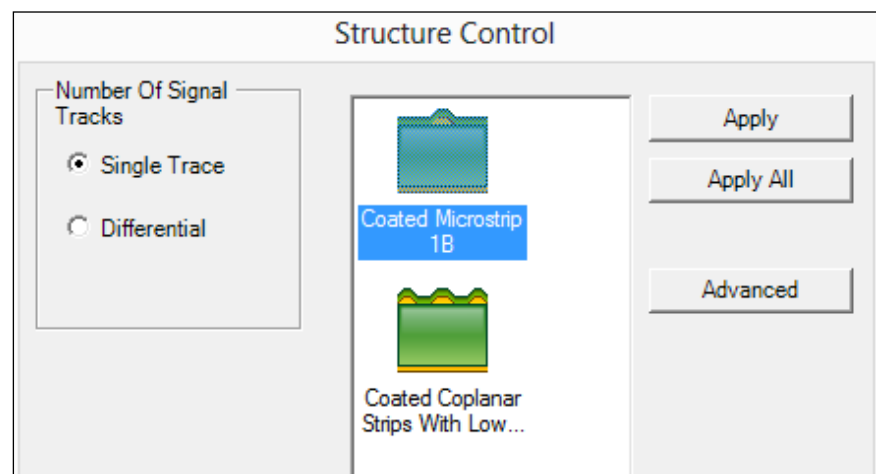 Structure Control
Number Of Signal
Tracks
Single Trace
Differential
Coated Microstrip
1B
Coated Coplanar
Strips With Low...
Apply
Apply All
Advanced